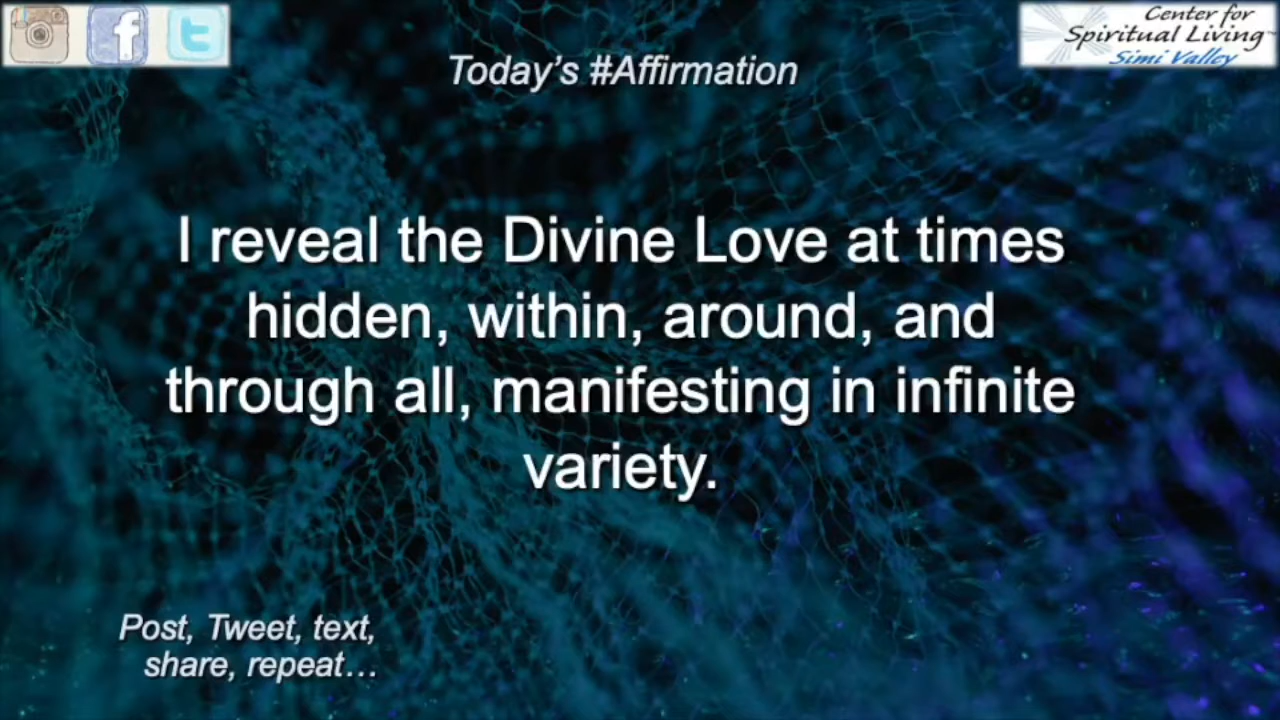 Center for
Spiritual Living
Simi Valley
Today’s #Affirmation
I reveal the Divine Love at times
hidden, within, around, and
through all, manifesting in infinite
variety.
Post, Tweet, text,
share, repeat…